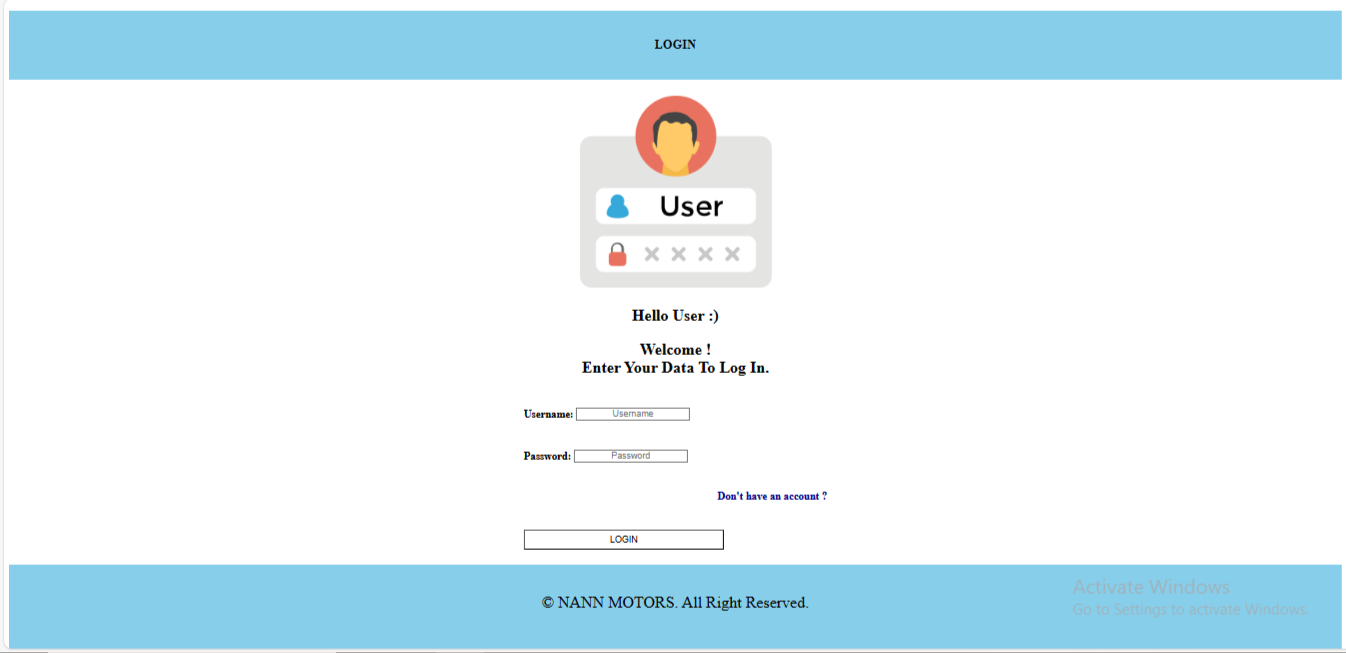 LOGIN
User
Hello User :)
Welcome !
Enter Your Data To Log In.
Username: Username
Password: Password
Don't have an account ?
LOGIN
© NANN MOTORS. All Right Reserved.
Activate Windows
Go to Settings to activate Windows.